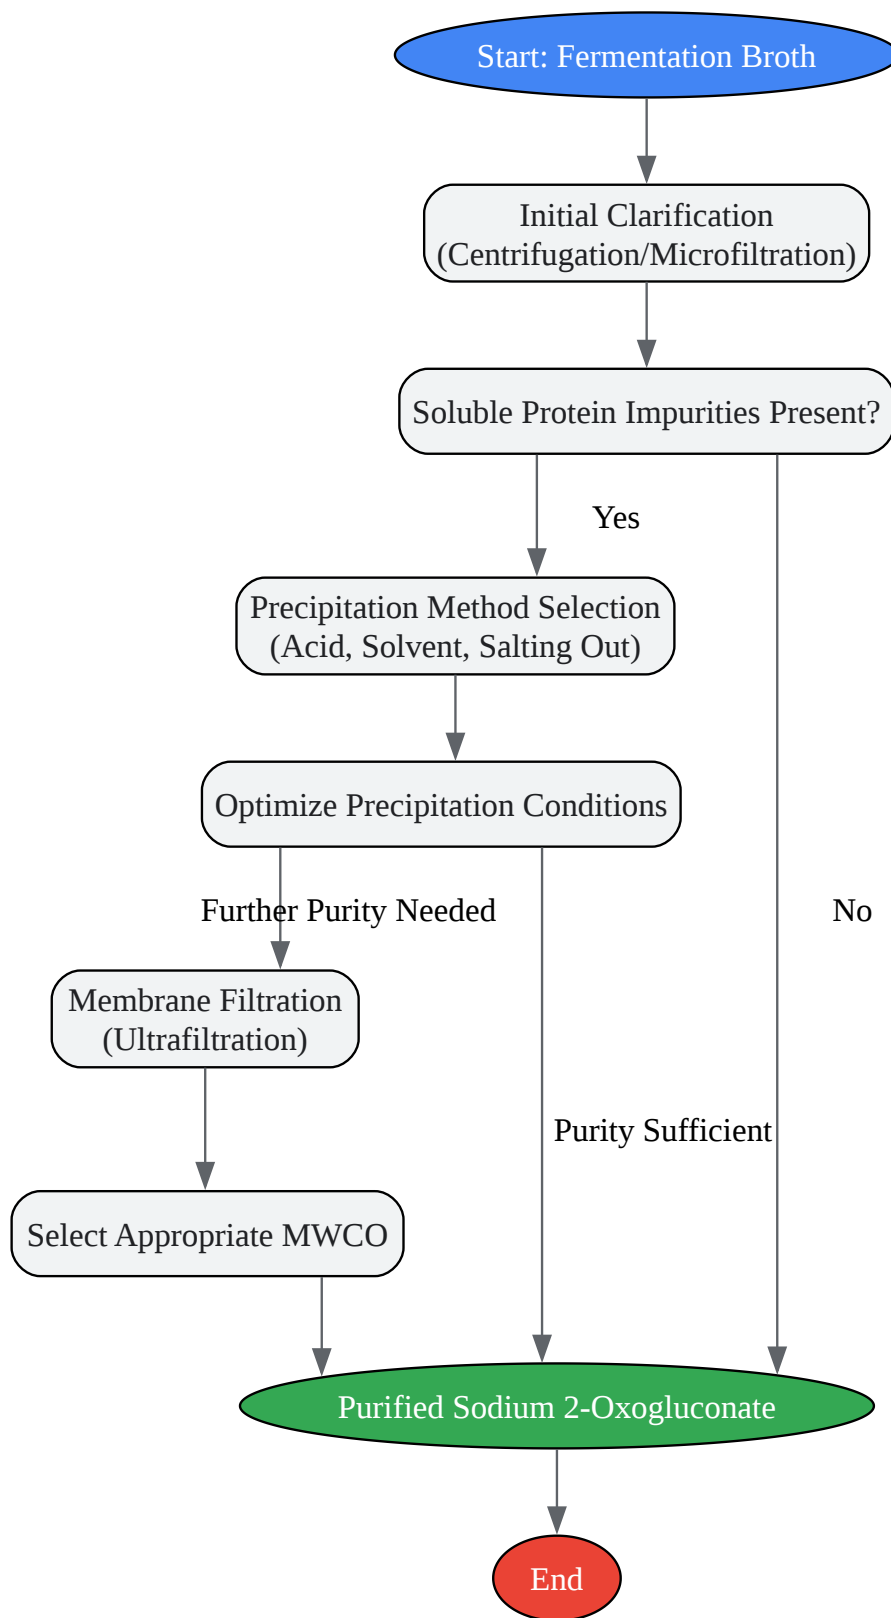 Start: Fermentation Broth
Initial Clarification
(Centrifugation/Microfiltration)
Soluble Protein Impurities Present?
Yes
Precipitation Method Selection
(Acid, Solvent, Salting Out)
Optimize Precipitation Conditions
Further Purity Needed
No
Membrane Filtration
(Ultrafiltration)
Purity Sufficient
Select Appropriate MWCO
Purified Sodium 2-Oxogluconate
End